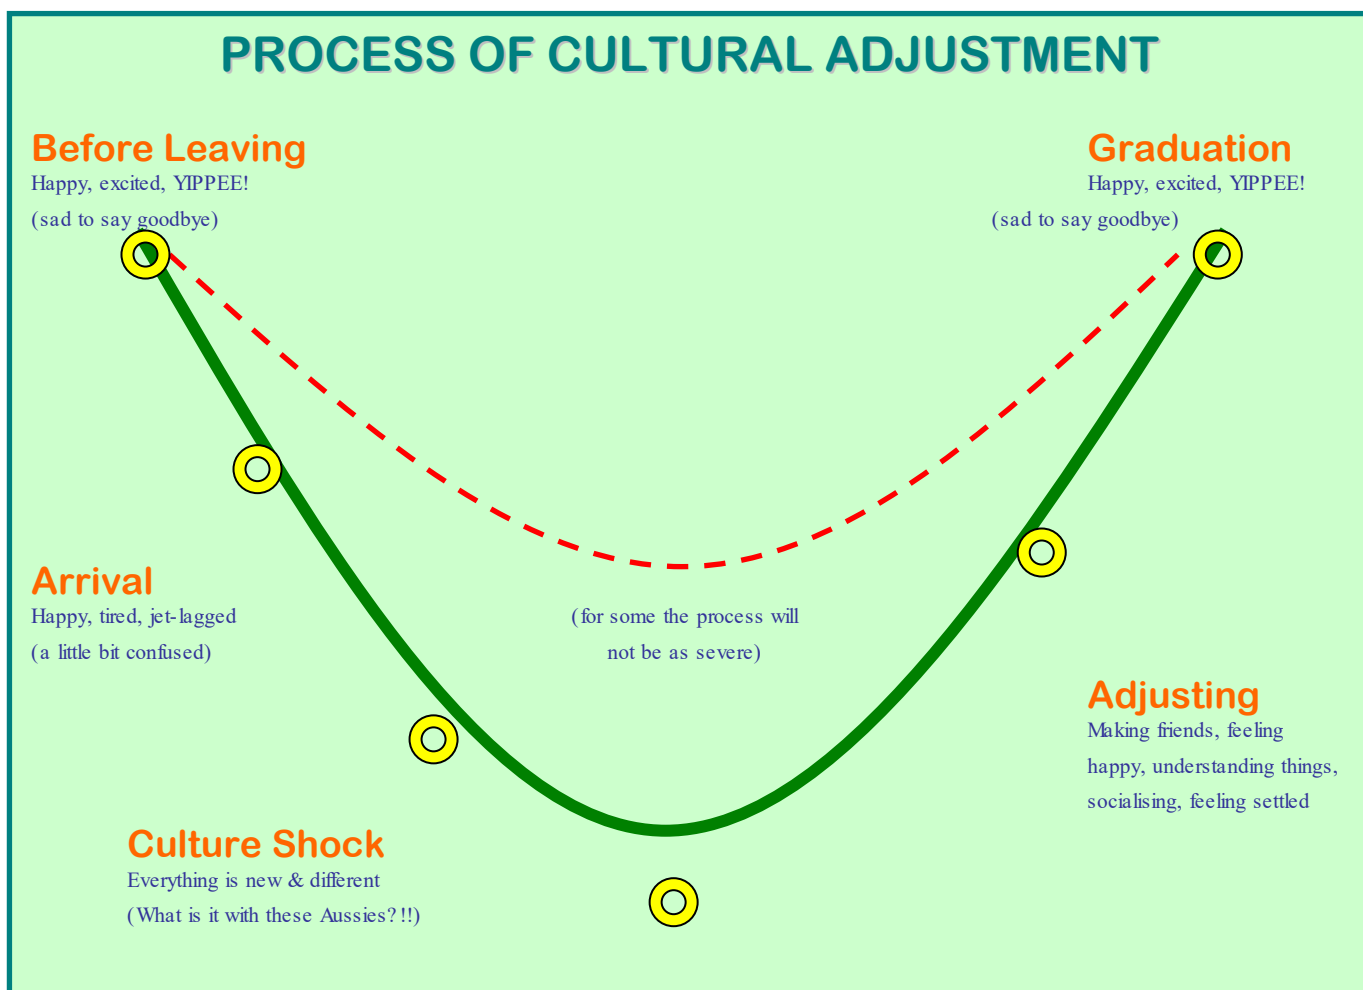 PROCESS OF CULTURAL ADJUSTMENT
Before Leaving
Happy, excited, YIPPEE!
(sad to say goodbye)
Graduation
Happy, excited, YIPPEE!
(sad to say goodbye)
Arrival
Happy, tired, jet-lagged
(a little bit confused)
(for some the process will
not be as severe)
Adjusting
Making friends, feeling
happy, understanding things,
socialising, feeling settled
Culture Shock
Everything is new & different
(What is it with these Aussies?!!)